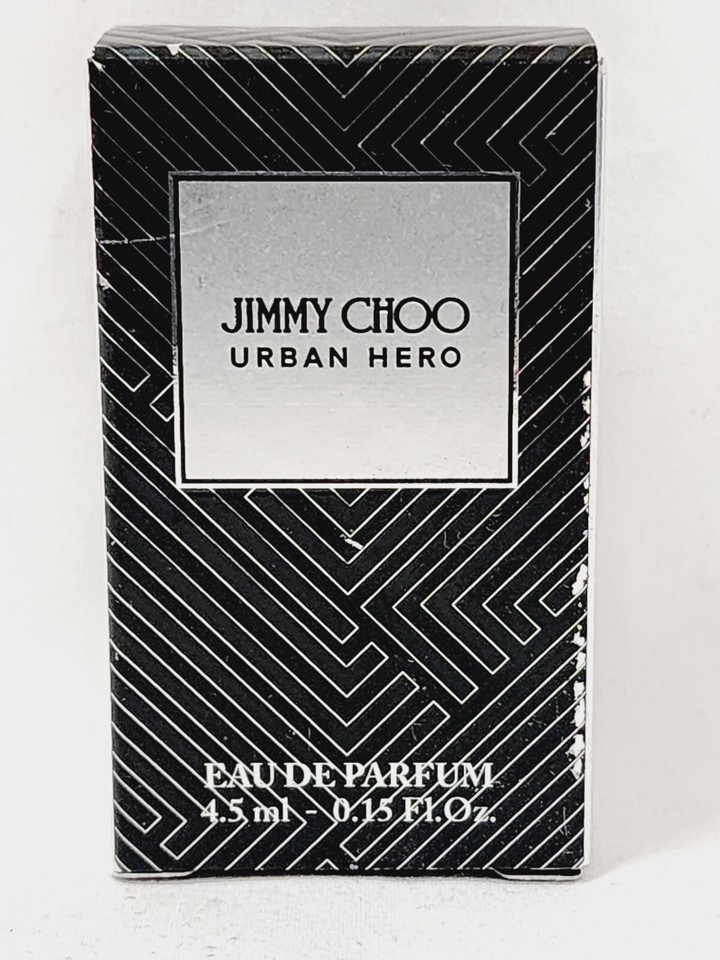 JIMMY CHOO
URBAN HERO
EAU DE PARFUM
4.5 ml - 0.15 Fl.Oz.